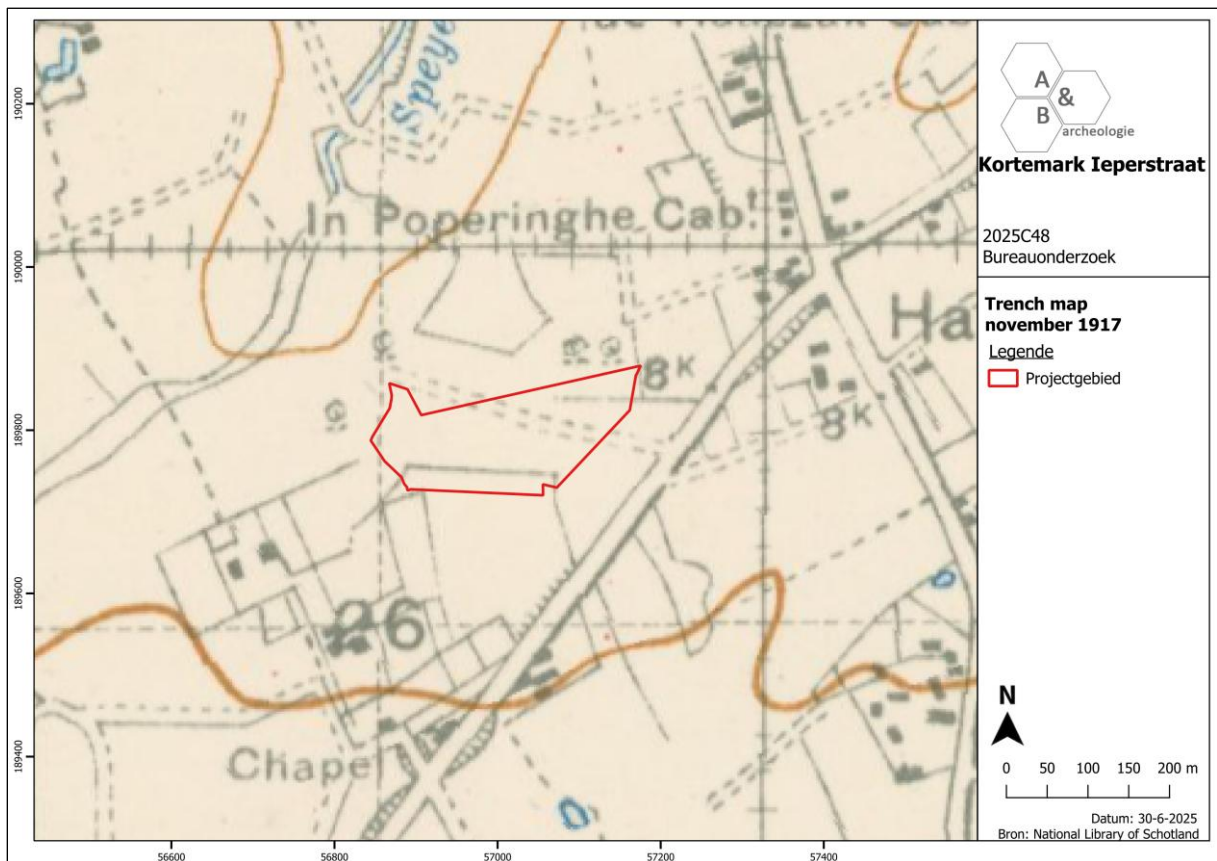 Speye
In Poperinghe Cabt.
Ha
8K
8K
26
Chapel
190200
190000
189800
189600
189400
56600
56800
57000
57200
57400
A
&
B
archeologie
Kortemark Ieperstraat
2025C48
Bureauonderzoek
Trench map
november 1917
Legende
Projectgebied
N
0 50 100 150 200 m
Datum: 30-6-2025
Bron: National Library of Schotland